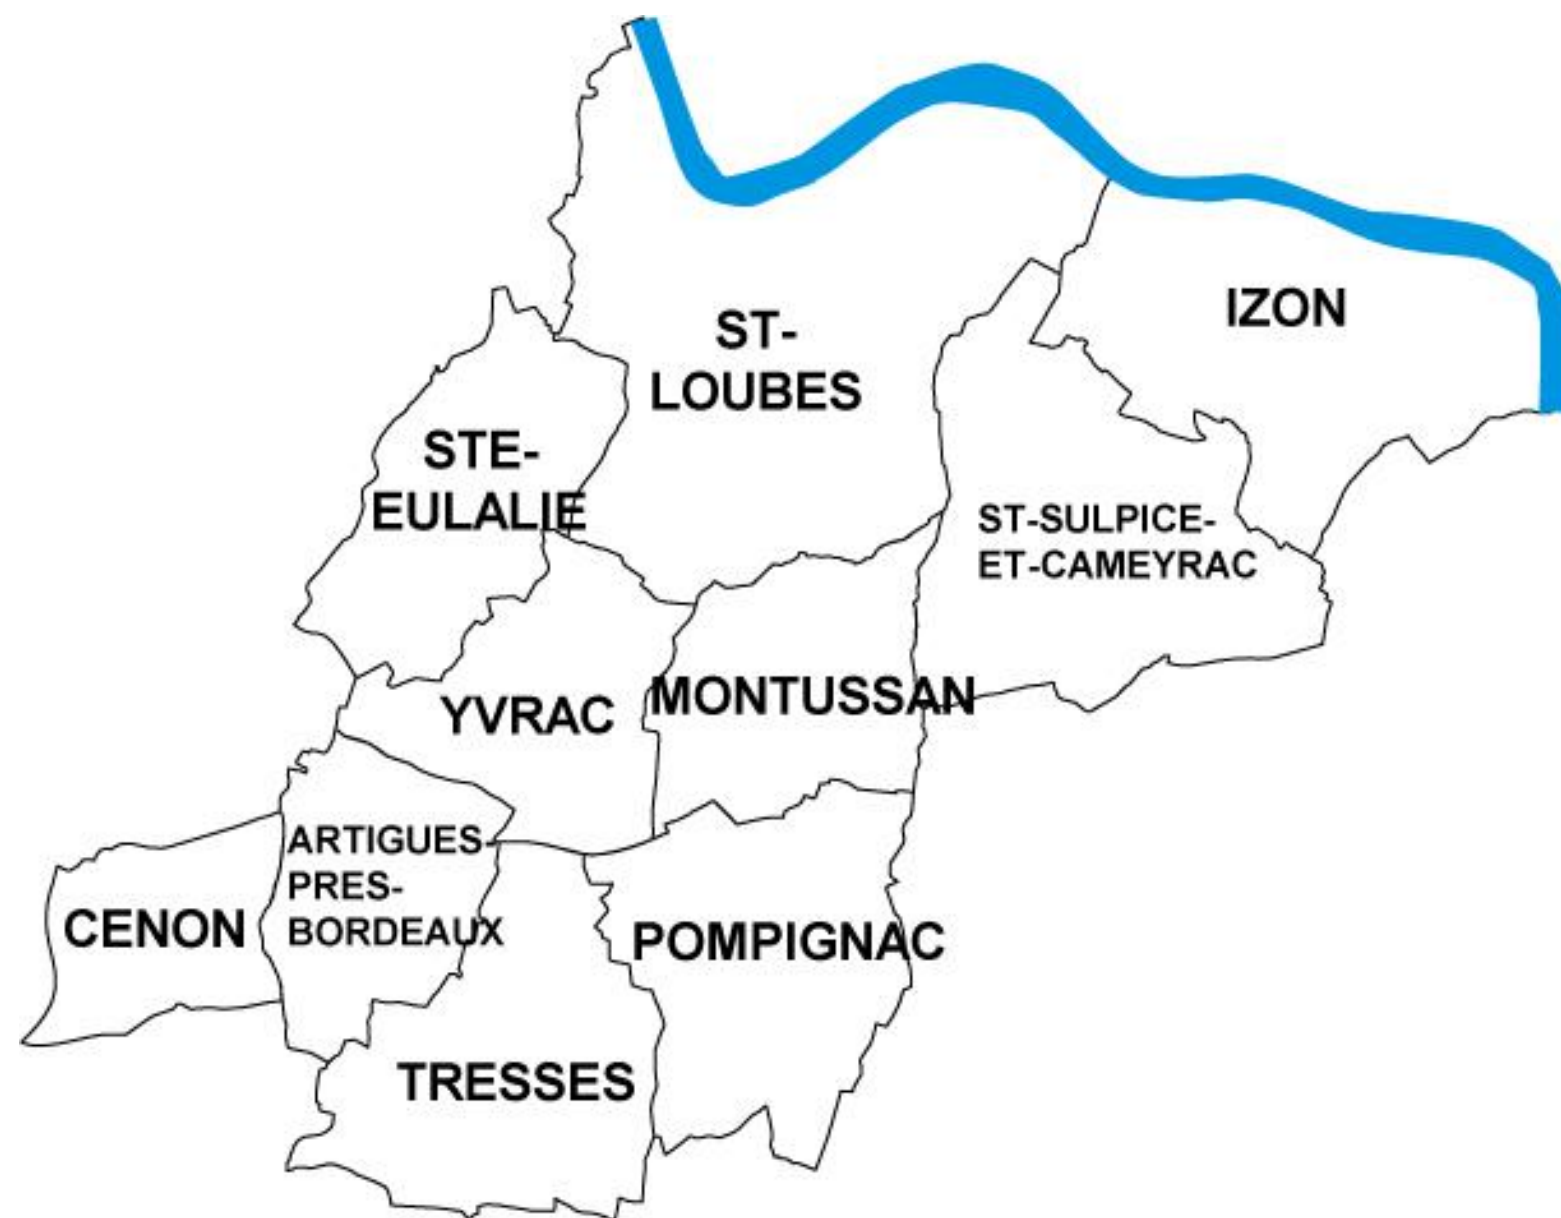 IZON
ST-
LOUBES
STE-
EULALIE
ST-SULPICE-
ET-CAMEYRAC
MONTUSSAN
YVRAC
ARTIGUES-
PRES-
BORDEAUX
CENON
POMPIGNAC
TRESSES